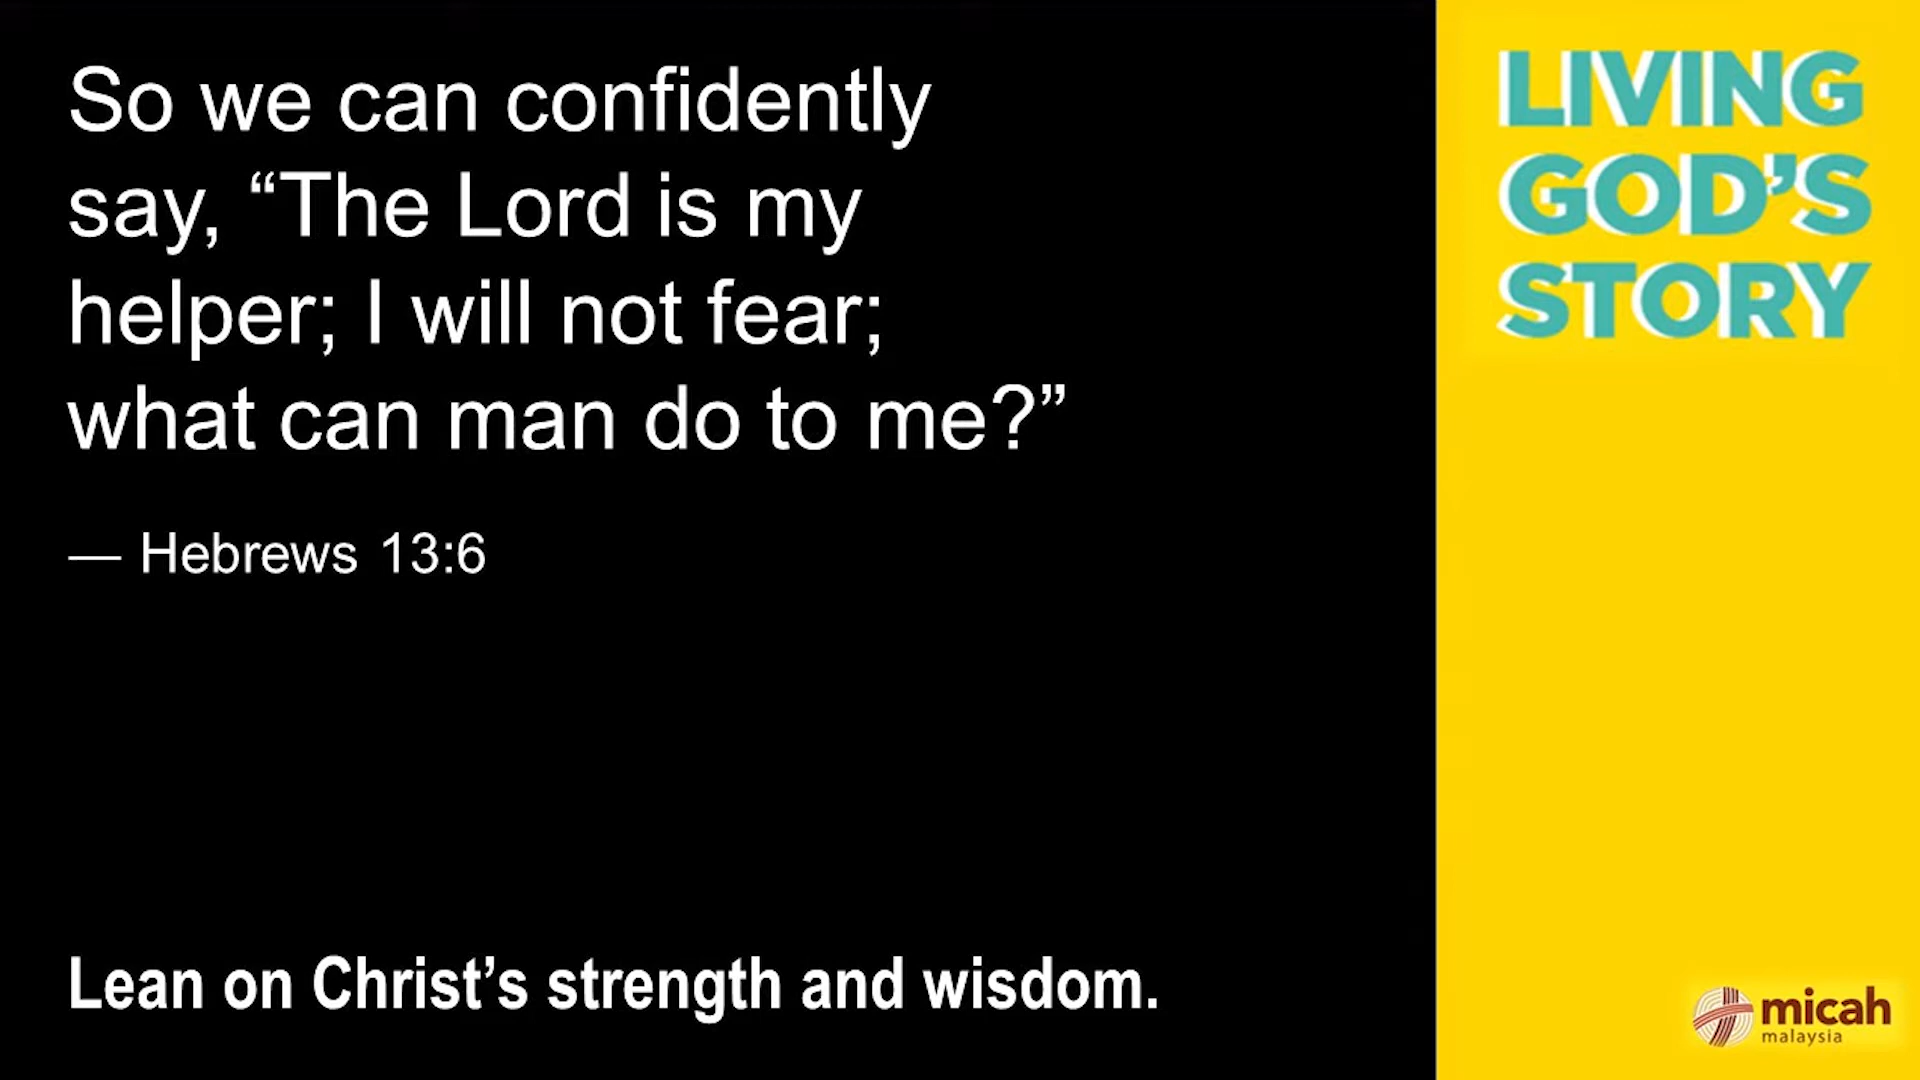 So we can confidently
say, “The Lord is my
helper; I will not fear;
what can man do to me?”
— Hebrews 13:6
Lean on Christ’s strength and wisdom.
LIVING
GOD’S
STORY
micah
malaysia